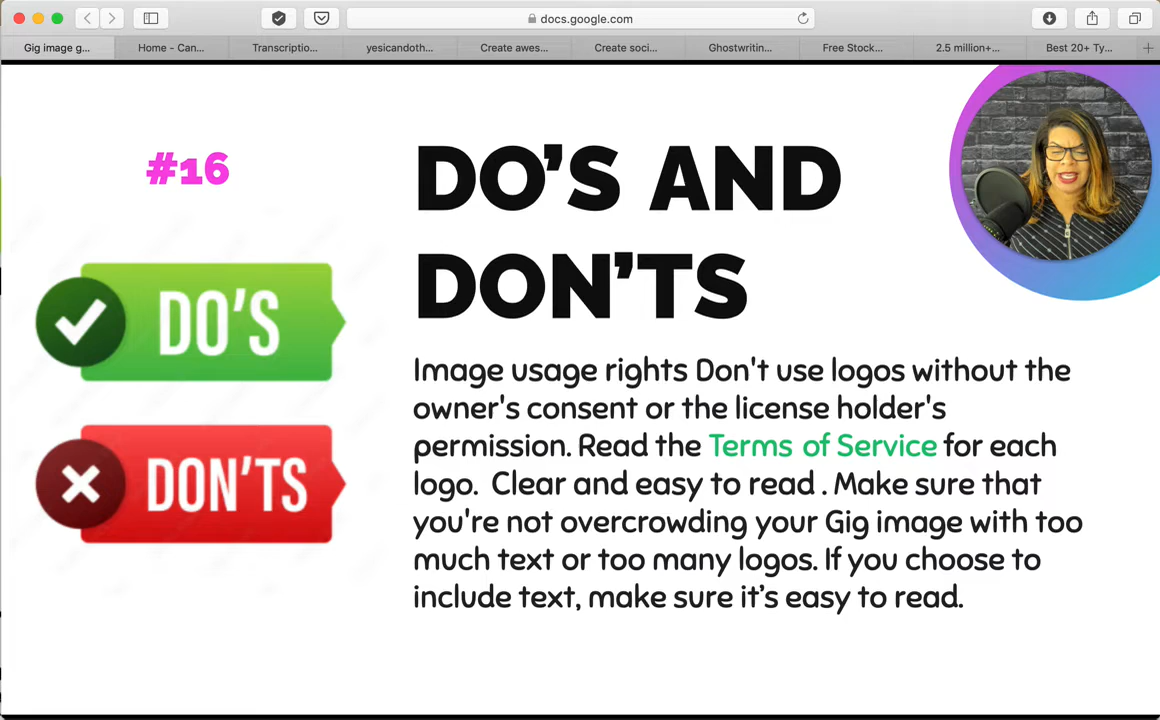 docs.google.com
Gig image g...
Home - Can...
Transcriptio...
yesicandoth...
Create awes...
Create soci...
Ghostwritin...
Free Stock...
2.5 million+...
Best 20+ Ty...
#16
DO'S
DON'TS
DO’S AND
DON’TS
Image usage rights Don't use logos without the
owner's consent or the license holder's
permission. Read the Terms of Service for each
logo.  Clear and easy to read . Make sure that
you're not overcrowding your Gig image with too
much text or too many logos. If you choose to
include text, make sure it’s easy to read.